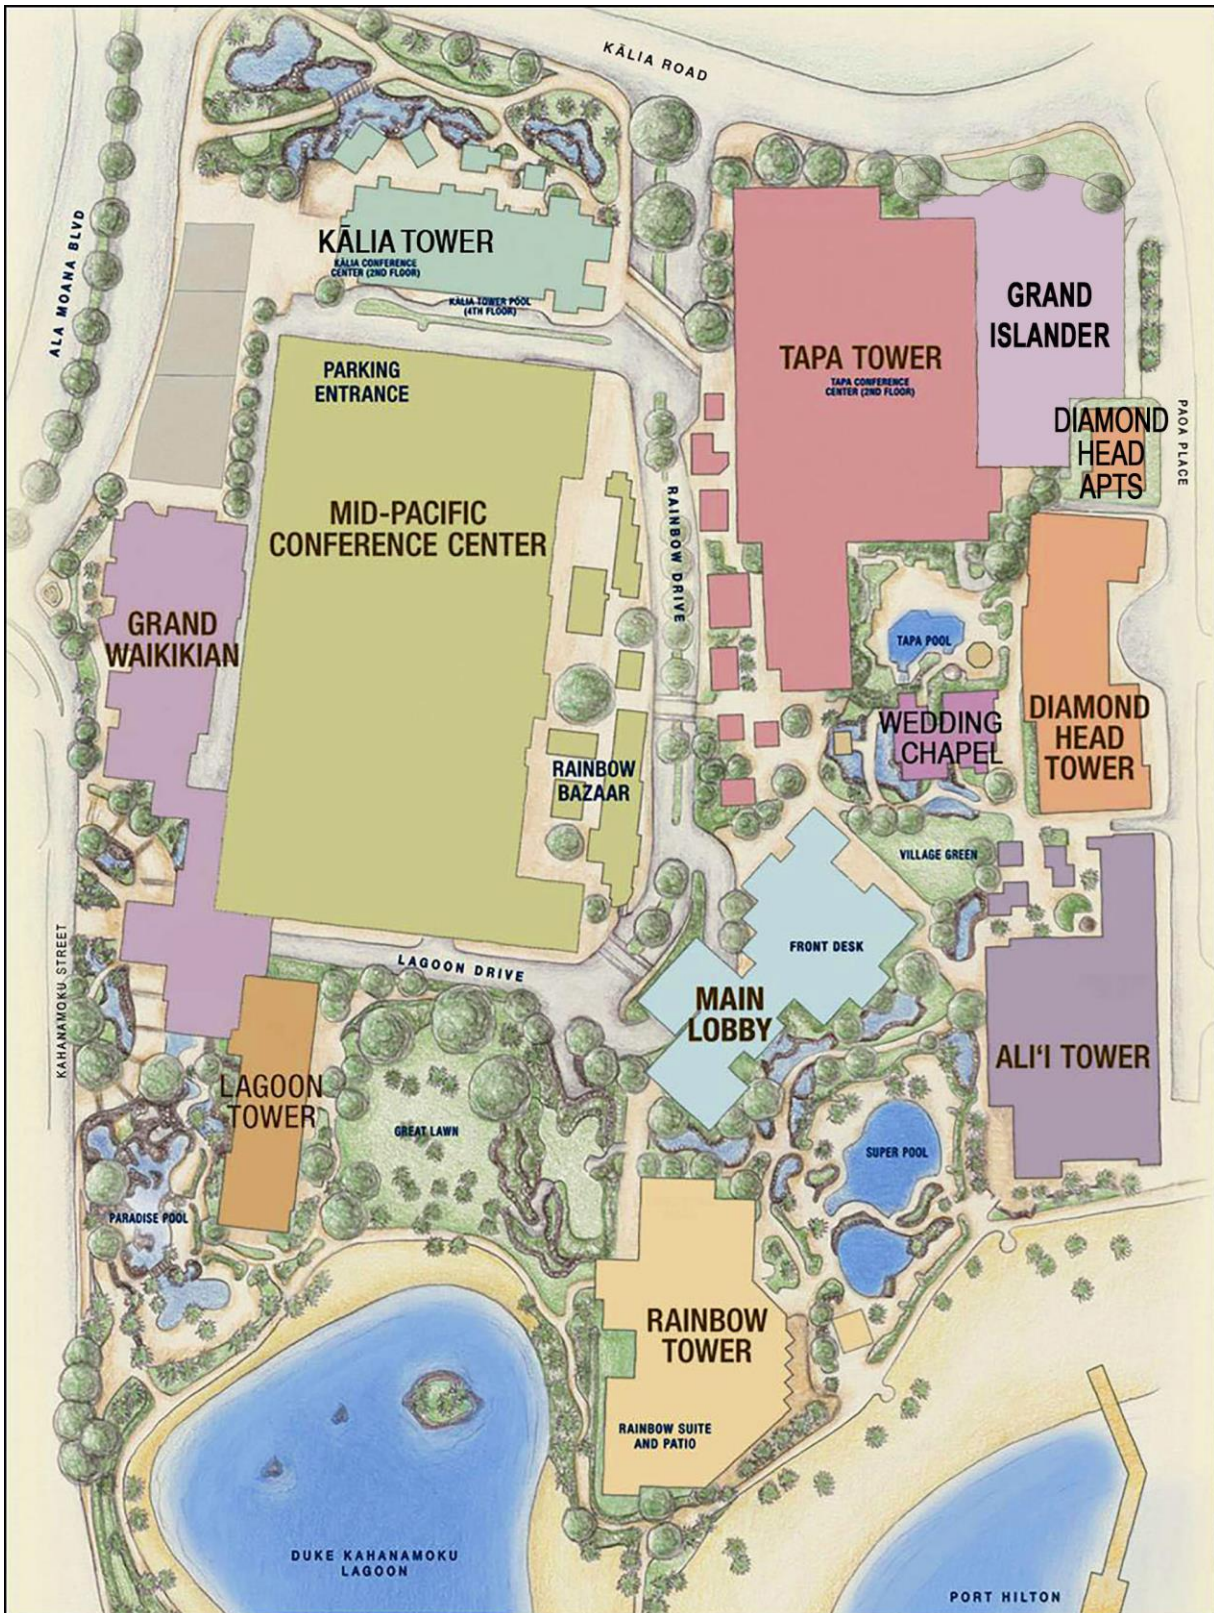 KĀLIA ROAD
ALA MOANA BLVD
KĀLIA TOWER
KĀLIA CONFERENCE
CENTER (2ND FLOOR)
KĀLIA TOWER POOL
(4TH FLOOR)
GRAND
ISLANDER
TAPA TOWER
TAPA CONFERENCE
CENTER (2ND FLOOR)
PARKING
ENTRANCE
DIAMOND
HEAD
APTS
PAOA PLACE
MID-PACIFIC
CONFERENCE CENTER
RAINBOW DRIVE
GRAND
WAIKIKIAN
TAPA POOL
WEDDING
CHAPEL
DIAMOND
HEAD
TOWER
RAINBOW
BAZAAR
VILLAGE GREEN
FRONT DESK
KAHANAMOKU STREET
LAGOON DRIVE
MAIN
LOBBY
ALI‘I TOWER
LAGOON
TOWER
GREAT LAWN
SUPER POOL
PARADISE POOL
RAINBOW
TOWER
RAINBOW SUITE
AND PATIO
DUKE KAHANAMOKU
LAGOON
PORT HILTON